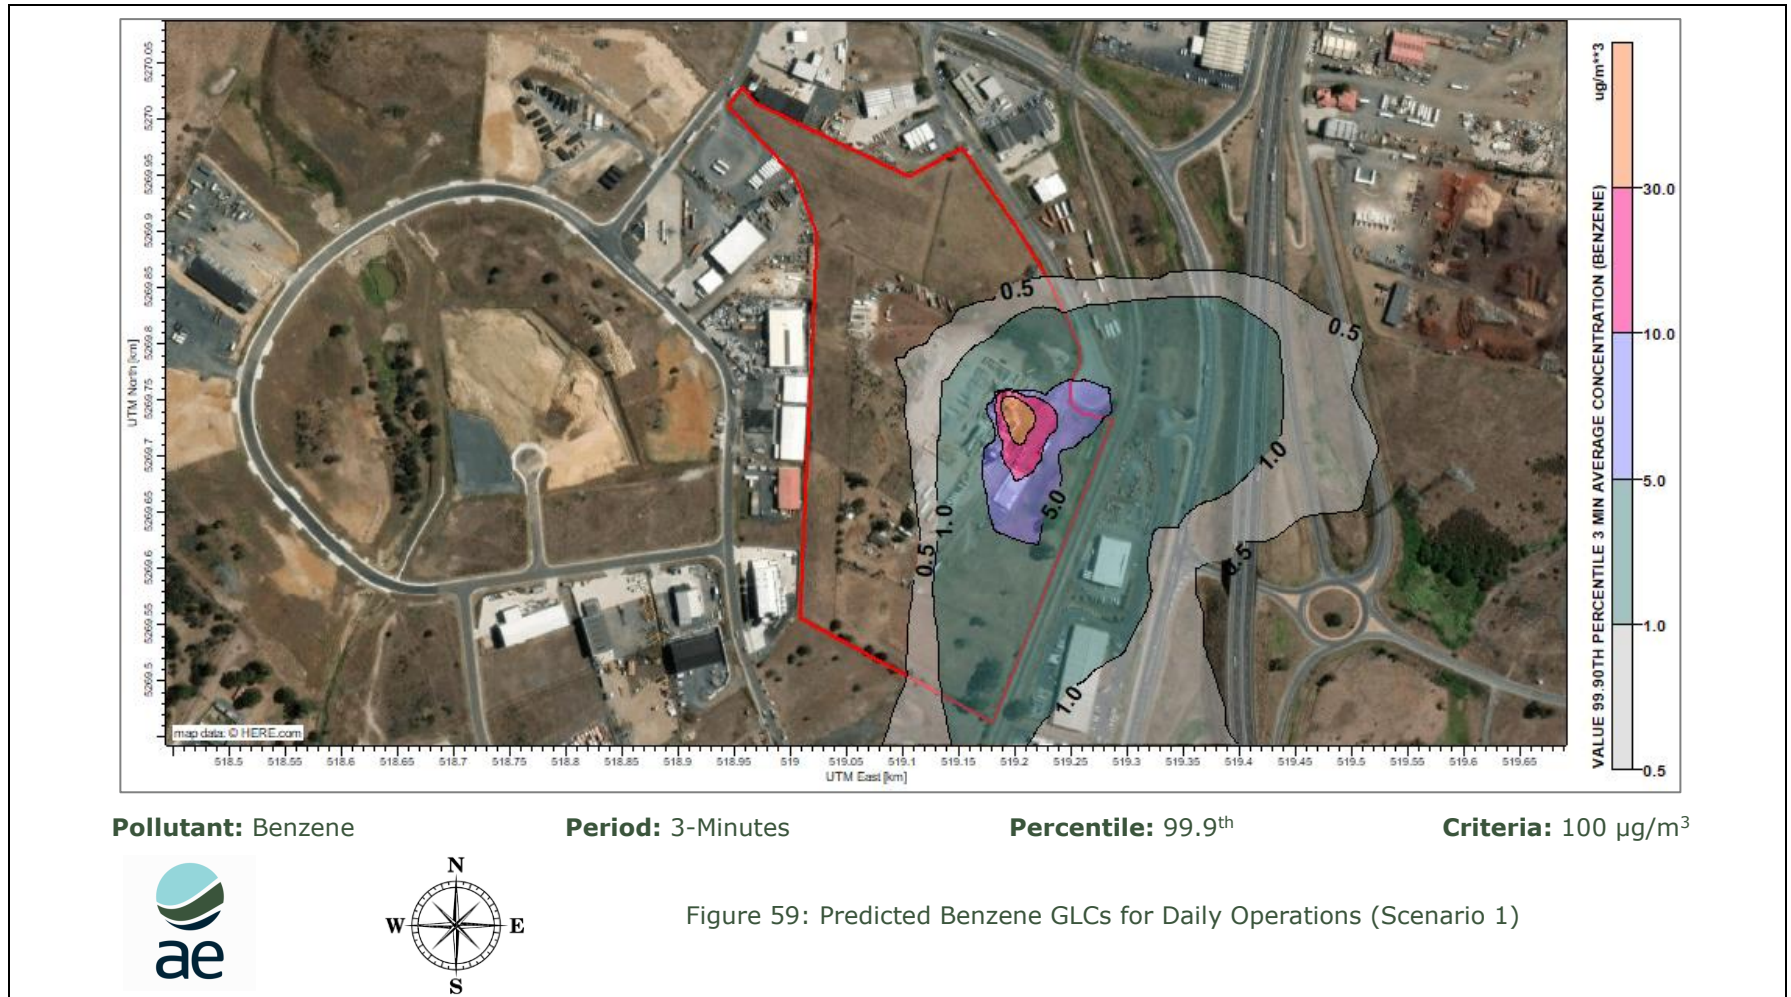 5270.05
5270
5269.95
5269.9
5269.85
5269.8
5269.75
5269.7
5269.65
5269.6
5269.55
5269.5
UTM North [km]
0.5
0.5
1.0
5.0
1.0
0.5
0.5
1.0
map data: © HERE.com
518.5 518.55 518.6 518.65 518.7 518.75 518.8 518.85 518.9 518.95 519 519.05 519.1 519.15 519.2 519.25 519.3 519.35 519.4 519.45 519.5 519.55 519.6 519.65
UTM East [km]
VALUE 99.90TH PERCENTILE 3 MIN AVERAGE CONCENTRATION (BENZENE)
ug/m**3
30.0
10.0
5.0
1.0
0.5
Pollutant: Benzene Period: 3-Minutes Percentile: 99.9th Criteria: 100 µg/m3
ae
N
W E
S
Figure 59: Predicted Benzene GLCs for Daily Operations (Scenario 1)